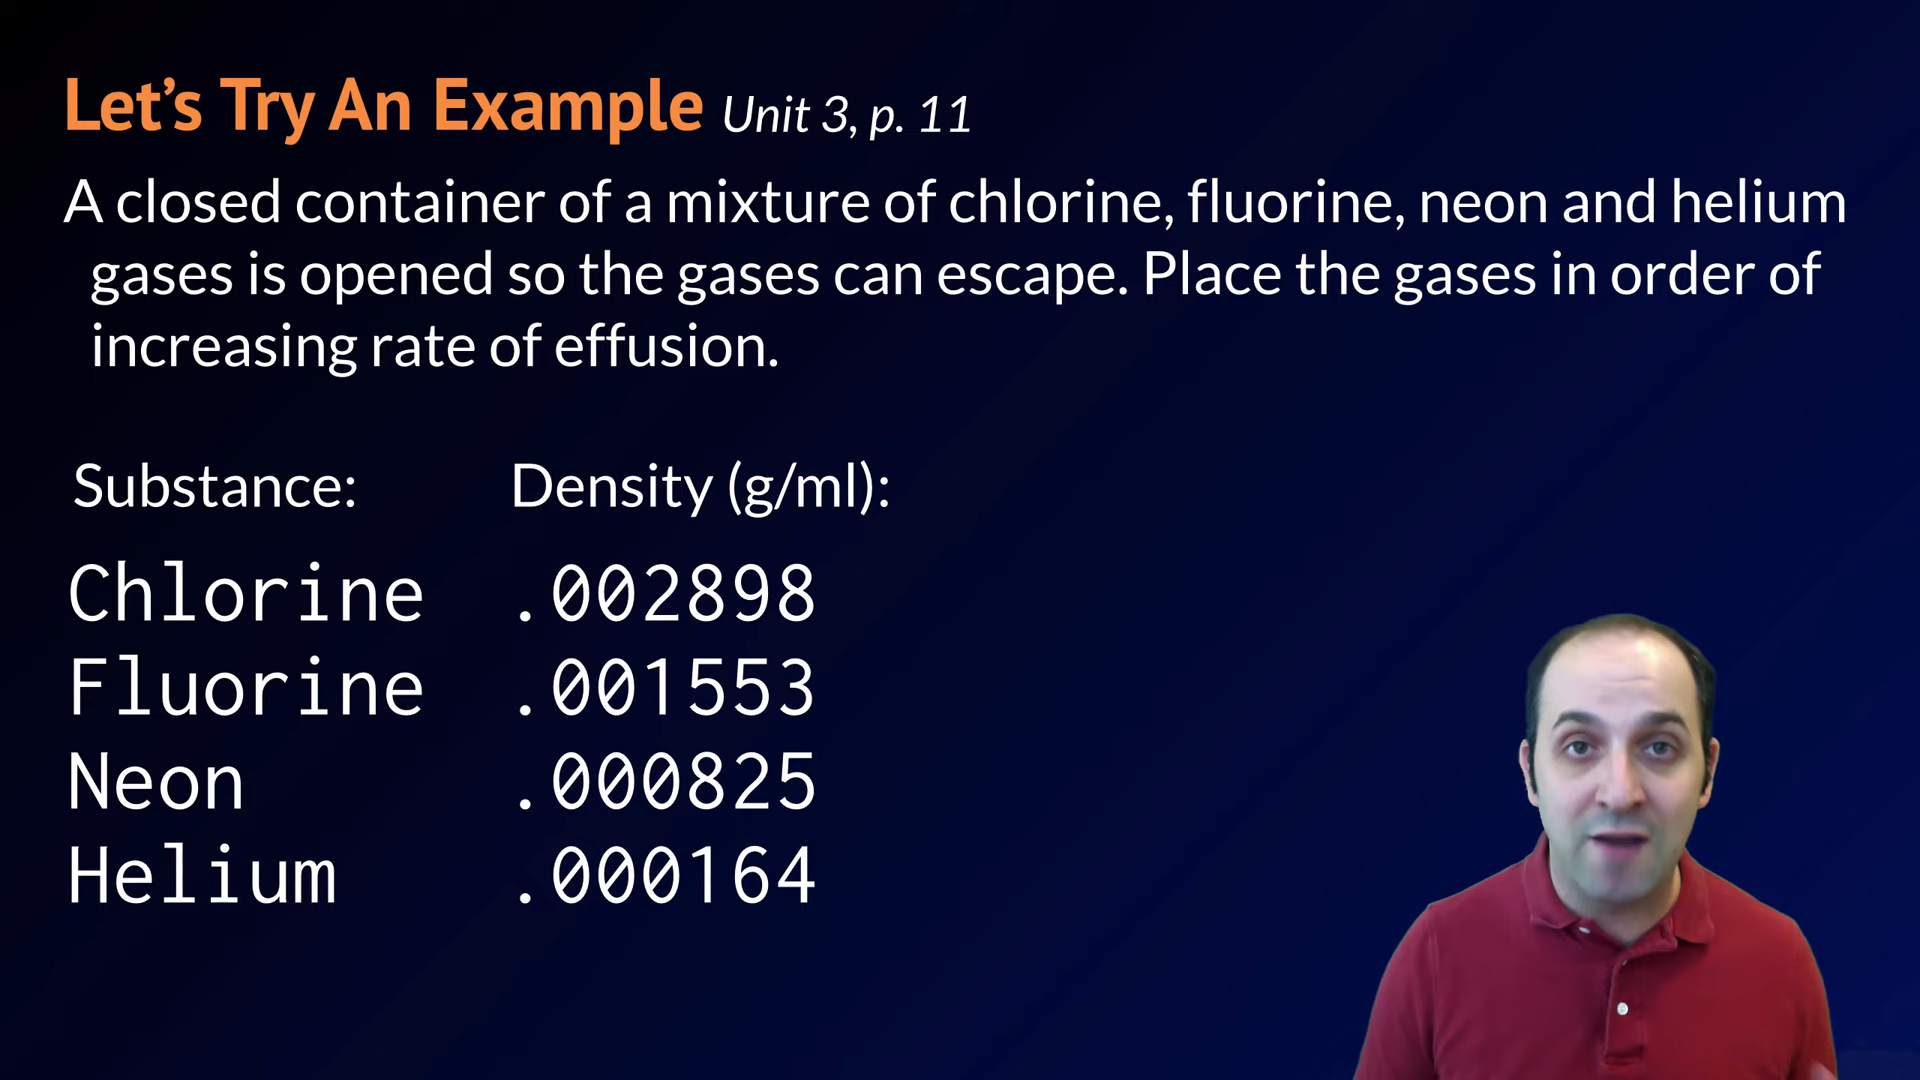 Let’s Try An Example Unit 3, p. 11
A closed container of a mixture of chlorine, fluorine, neon and helium
gases is opened so the gases can escape. Place the gases in order of
increasing rate of effusion.
Substance: Density (g/ml):
Chlorine .002898
Fluorine .001553
Neon .000825
Helium .000164